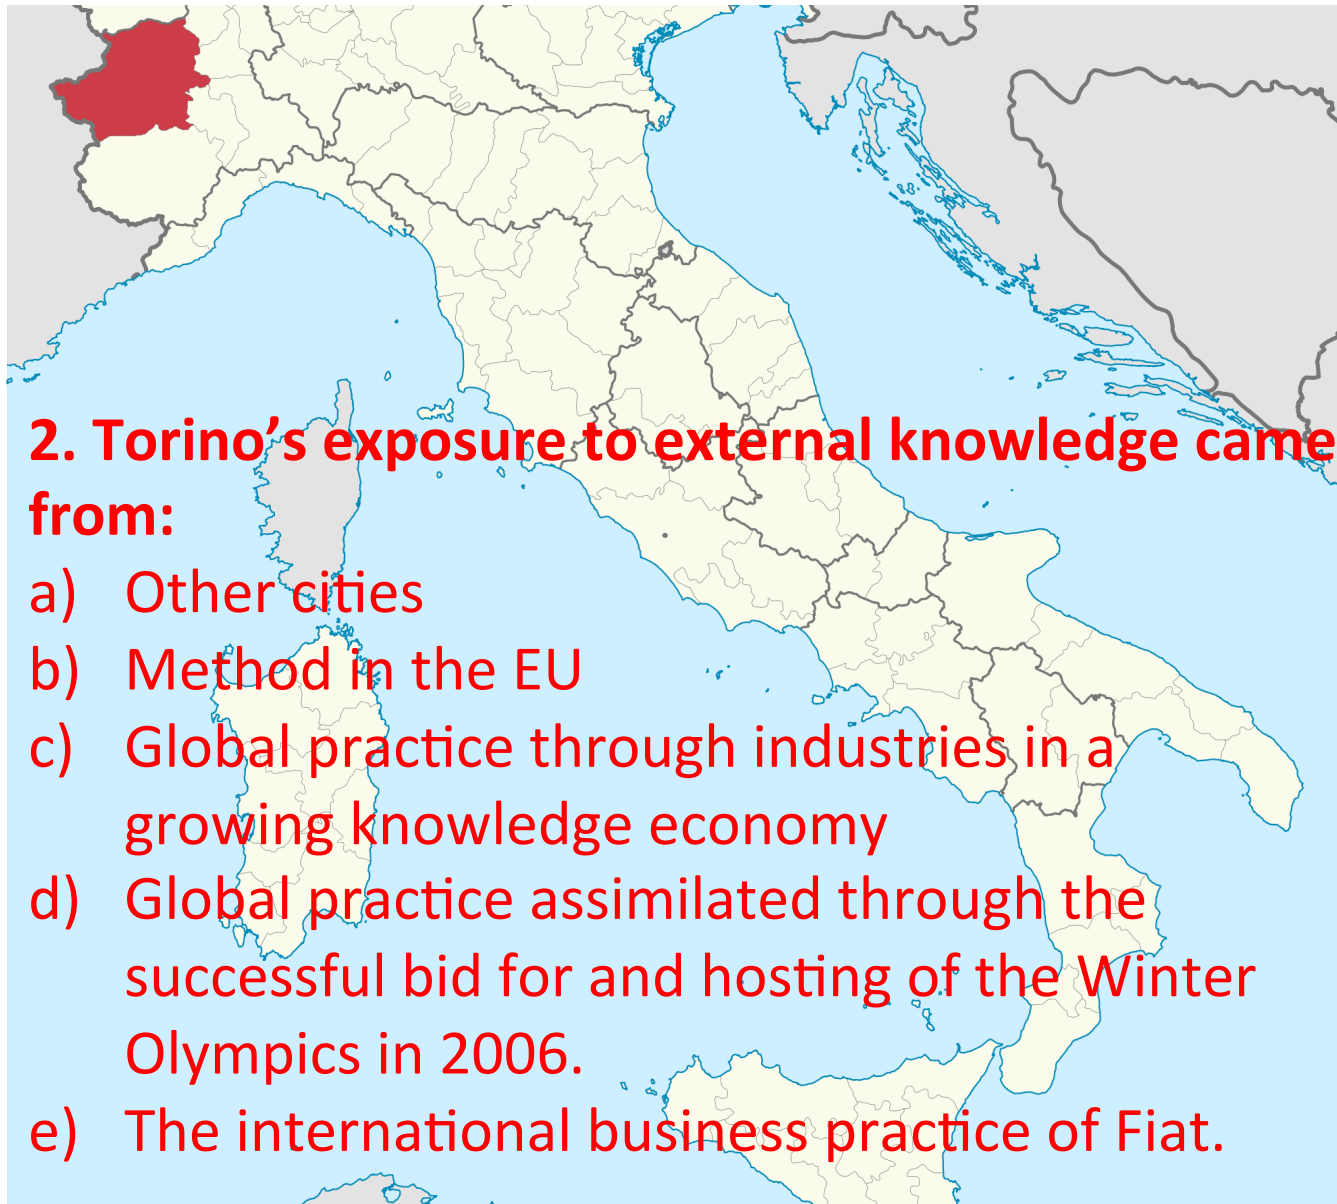 2. Torino’s exposure to external knowledge came
from:
a) Other cities
b) Method in the EU
c) Global practice through industries in a
growing knowledge economy
d) Global practice assimilated through the
successful bid for and hosting of the Winter
Olympics in 2006.
e) The international business practice of Fiat.